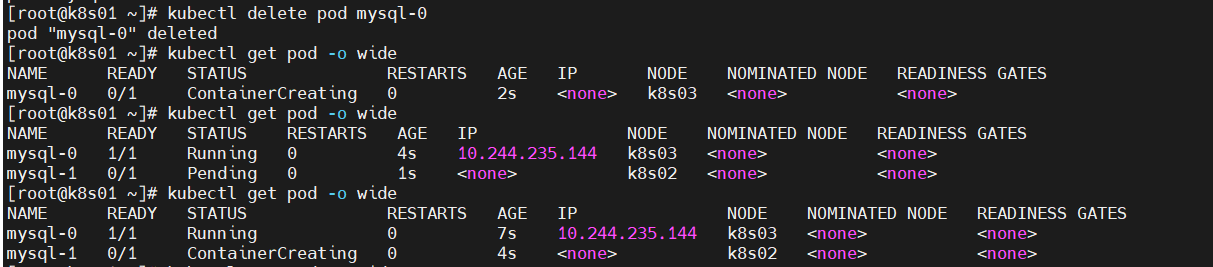 [root@k8s01 ~]# kubectl delete pod mysql-0
pod "mysql-0" deleted
[root@k8s01 ~]# kubectl get pod -o wide
NAME      READY   STATUS              RESTARTS   AGE   IP       NODE    NOMINATED NODE   READINESS GATES
mysql-0   0/1     ContainerCreating   0          2s    <none>   k8s03   <none>           <none>
[root@k8s01 ~]# kubectl get pod -o wide
NAME      READY   STATUS    RESTARTS   AGE   IP               NODE    NOMINATED NODE   READINESS GATES
mysql-0   1/1     Running   0          4s    10.244.235.144   k8s03   <none>           <none>
mysql-1   0/1     Pending   0          1s    <none>           k8s02   <none>           <none>
[root@k8s01 ~]# kubectl get pod -o wide
NAME      READY   STATUS              RESTARTS   AGE   IP               NODE    NOMINATED NODE   READINESS GATES
mysql-0   1/1     Running             0          7s    10.244.235.144   k8s03   <none>           <none>
mysql-1   0/1     ContainerCreating   0          4s    <none>           k8s02   <none>           <none>